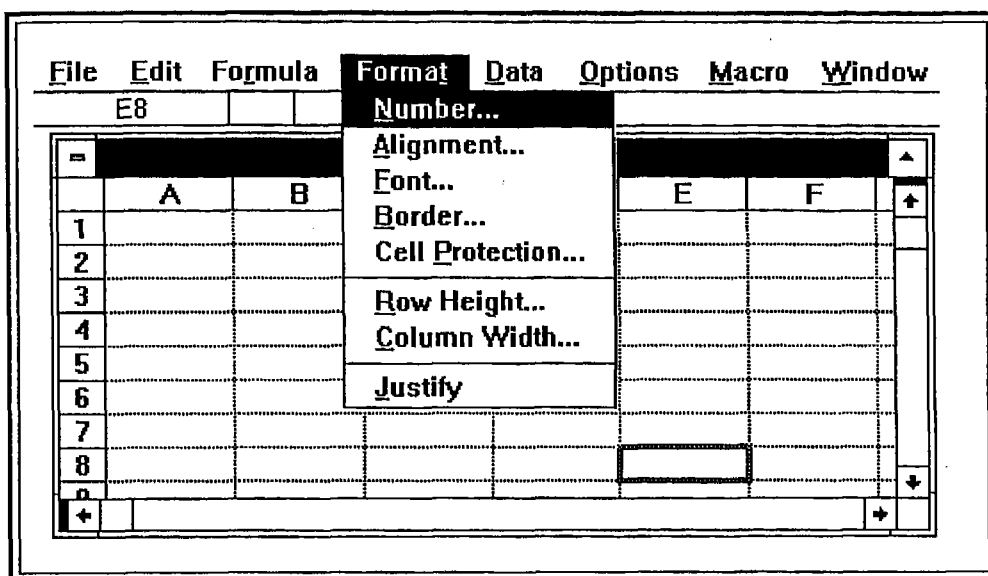 File Edit Formula Format Data Options Macro Window
E8
Number...
Alignment...
Font...
Border...
Cell Protection...
Row Height...
Column Width...
Justify
A B E F
1
2
3
4
5
6
7
8